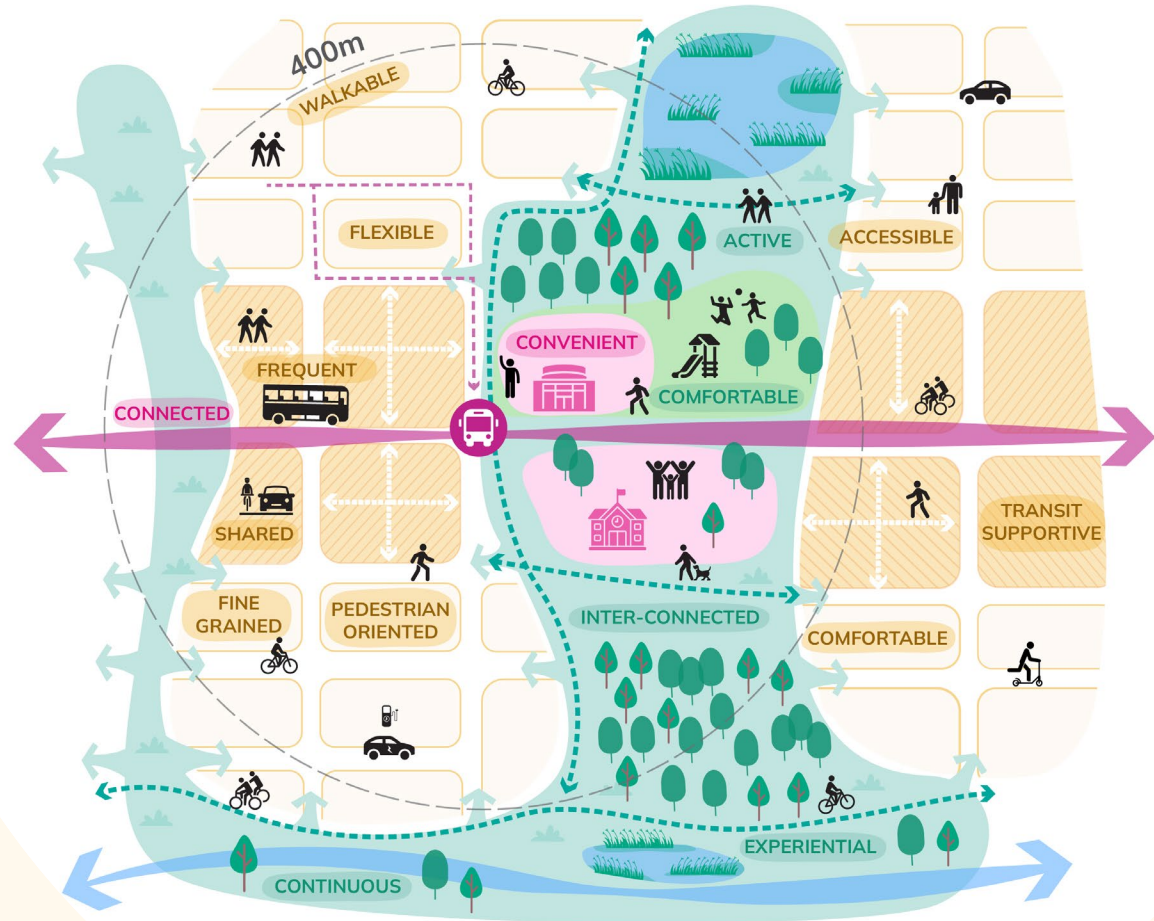 400m
WALKABLE
FLEXIBLE
ACTIVE
ACCESSIBLE
CONVENIENT
FREQUENT
COMFORTABLE
CONNECTED
SHARED
TRANSIT
SUPPORTIVE
FINE
GRAINED
PEDESTRIAN
ORIENTED
INTER-CONNECTED
COMFORTABLE
EXPERIENTIAL
CONTINUOUS